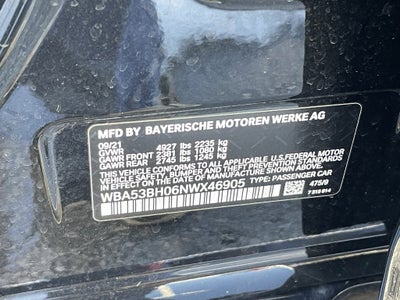 MFD BY BAYERISCHE MOTOREN WERKE AG
09/21
GVWR 4927 lbs 2235 kg
GAWR FRONT 2381 lbs 1080 kg
GAWR REAR 2745 lbs 1245 kg
THIS VEHICLE CONFORMS TO ALL APPLICABLE U.S. FEDERAL MOTOR
VEHICLE SAFETY, BUMPER AND THEFT PREVENTION STANDARDS
IN EFFECT ON THE DATE OF MANUFACTURE SHOWN ABOVE.
WBA53BH06NWX46905 TYPE: PASSENGER CAR
475/9